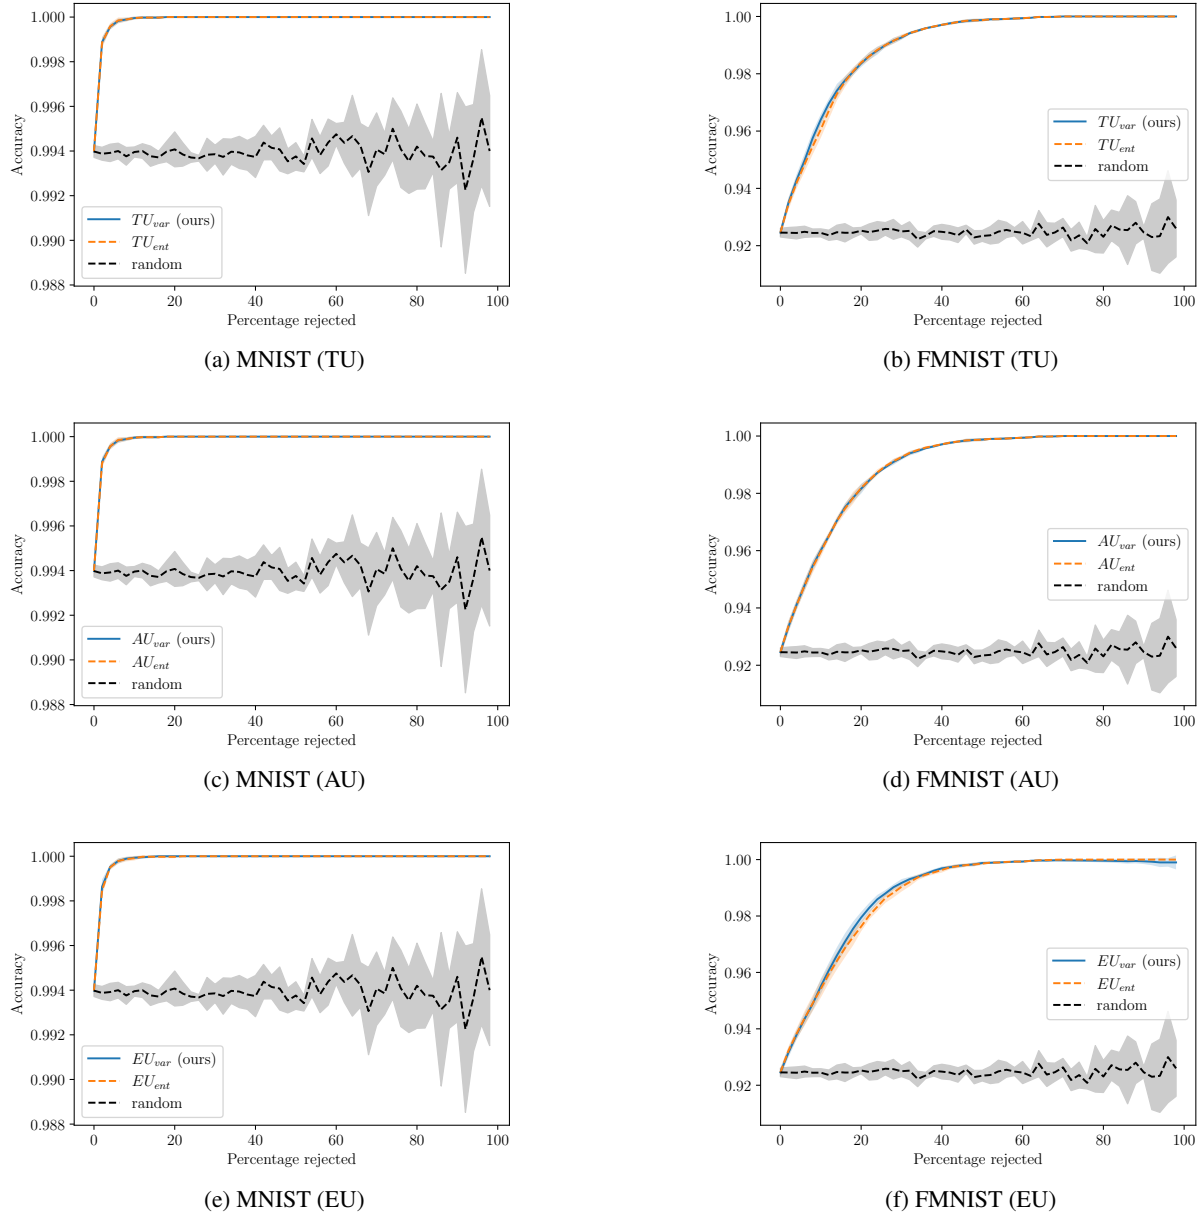 1.000
0.998
0.996
0.994
0.992
0.990
0.988
Accuracy
TU_var (ours)
TU_ent
random
0 20 40 60 80 100
Percentage rejected
(a) MNIST (TU)
1.00
0.98
0.96
0.94
0.92
Accuracy
TU_var (ours)
TU_ent
random
0 20 40 60 80 100
Percentage rejected
(b) FMNIST (TU)
1.000
0.998
0.996
0.994
0.992
0.990
0.988
Accuracy
AU_var (ours)
AU_ent
random
0 20 40 60 80 100
Percentage rejected
(c) MNIST (AU)
1.00
0.98
0.96
0.94
0.92
Accuracy
AU_var (ours)
AU_ent
random
0 20 40 60 80 100
Percentage rejected
(d) FMNIST (AU)
1.000
0.998
0.996
0.994
0.992
0.990
0.988
Accuracy
EU_var (ours)
EU_ent
random
0 20 40 60 80 100
Percentage rejected
(e) MNIST (EU)
1.00
0.98
0.96
0.94
0.92
Accuracy
EU_var (ours)
EU_ent
random
0 20 40 60 80 100
Percentage rejected
(f) FMNIST (EU)